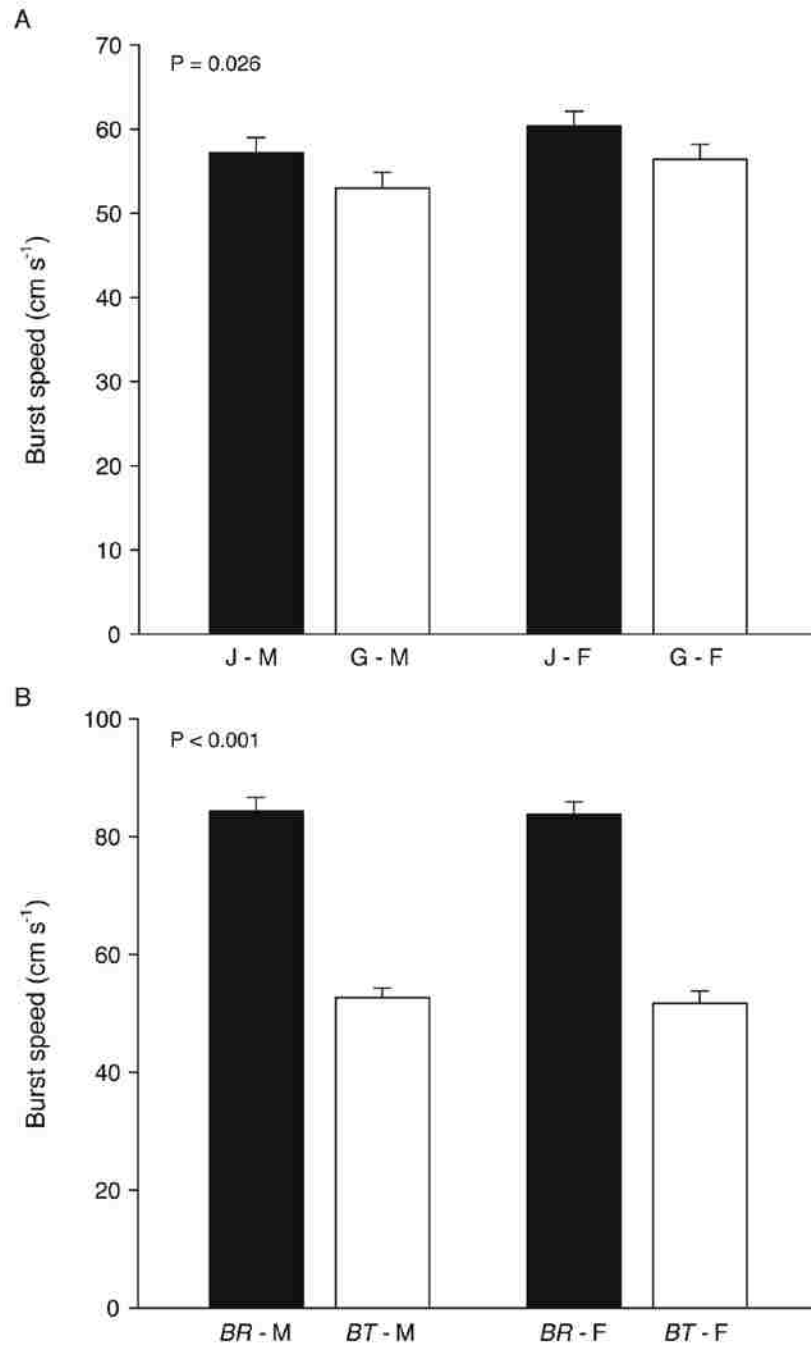 A
70
P = 0.026
60
50
40
30
20
10
0
Burst speed (cm s⁻¹)
J - M G - M J - F G - F
B
100
P < 0.001
80
60
40
20
0
Burst speed (cm s⁻¹)
BR - M BT - M BR - F BT - F